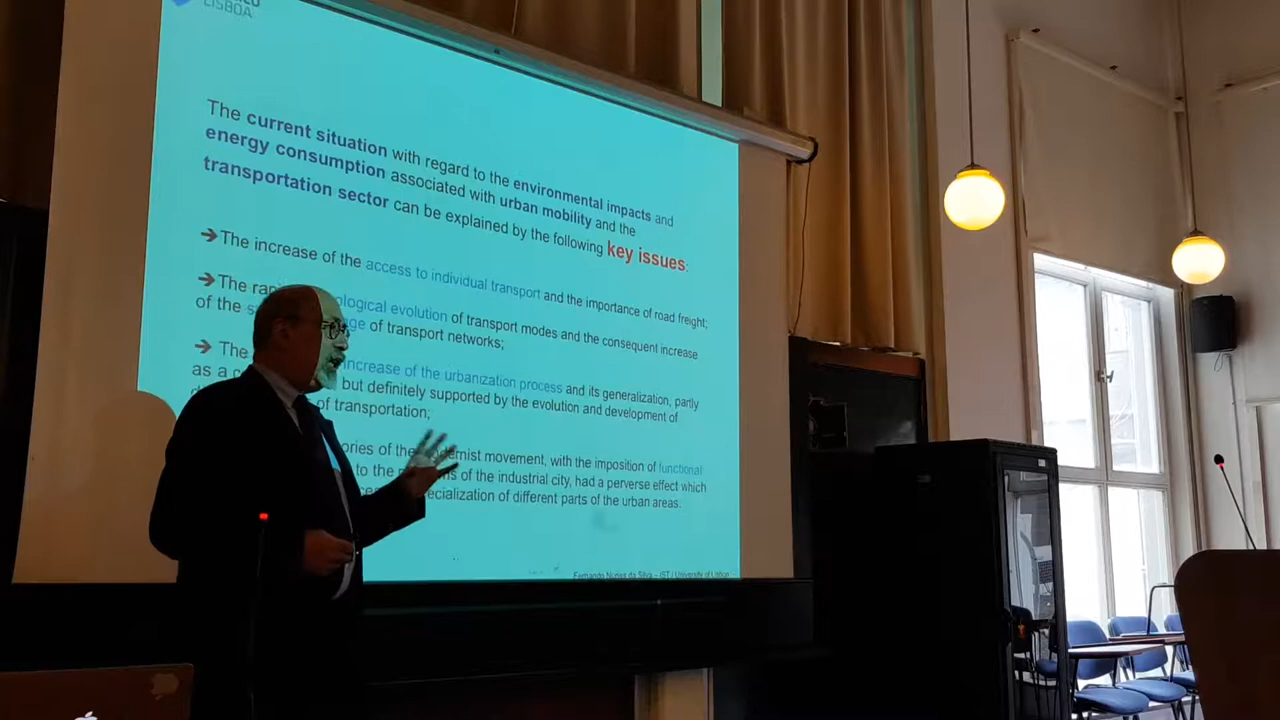 LISBOA
The current situation with regard to the environmental impacts and
energy consumption associated with urban mobility and the
transportation sector can be explained by the following key issues:
➔ The increase of the access to individual transport and the importance of road freight;
➔ The ological evolution of transport modes and the consequent increase
of the of transport networks;
➔ The increase of the urbanization process and its generalization, partly
as a but definitely supported by the evolution and development of
of transportation;
ories of the movement, with the imposition of functional
to the of the industrial city, had a perverse effect which
ecialization of different parts of the urban areas.
Fernando Nunes da Silva – IST / University of Lisbon